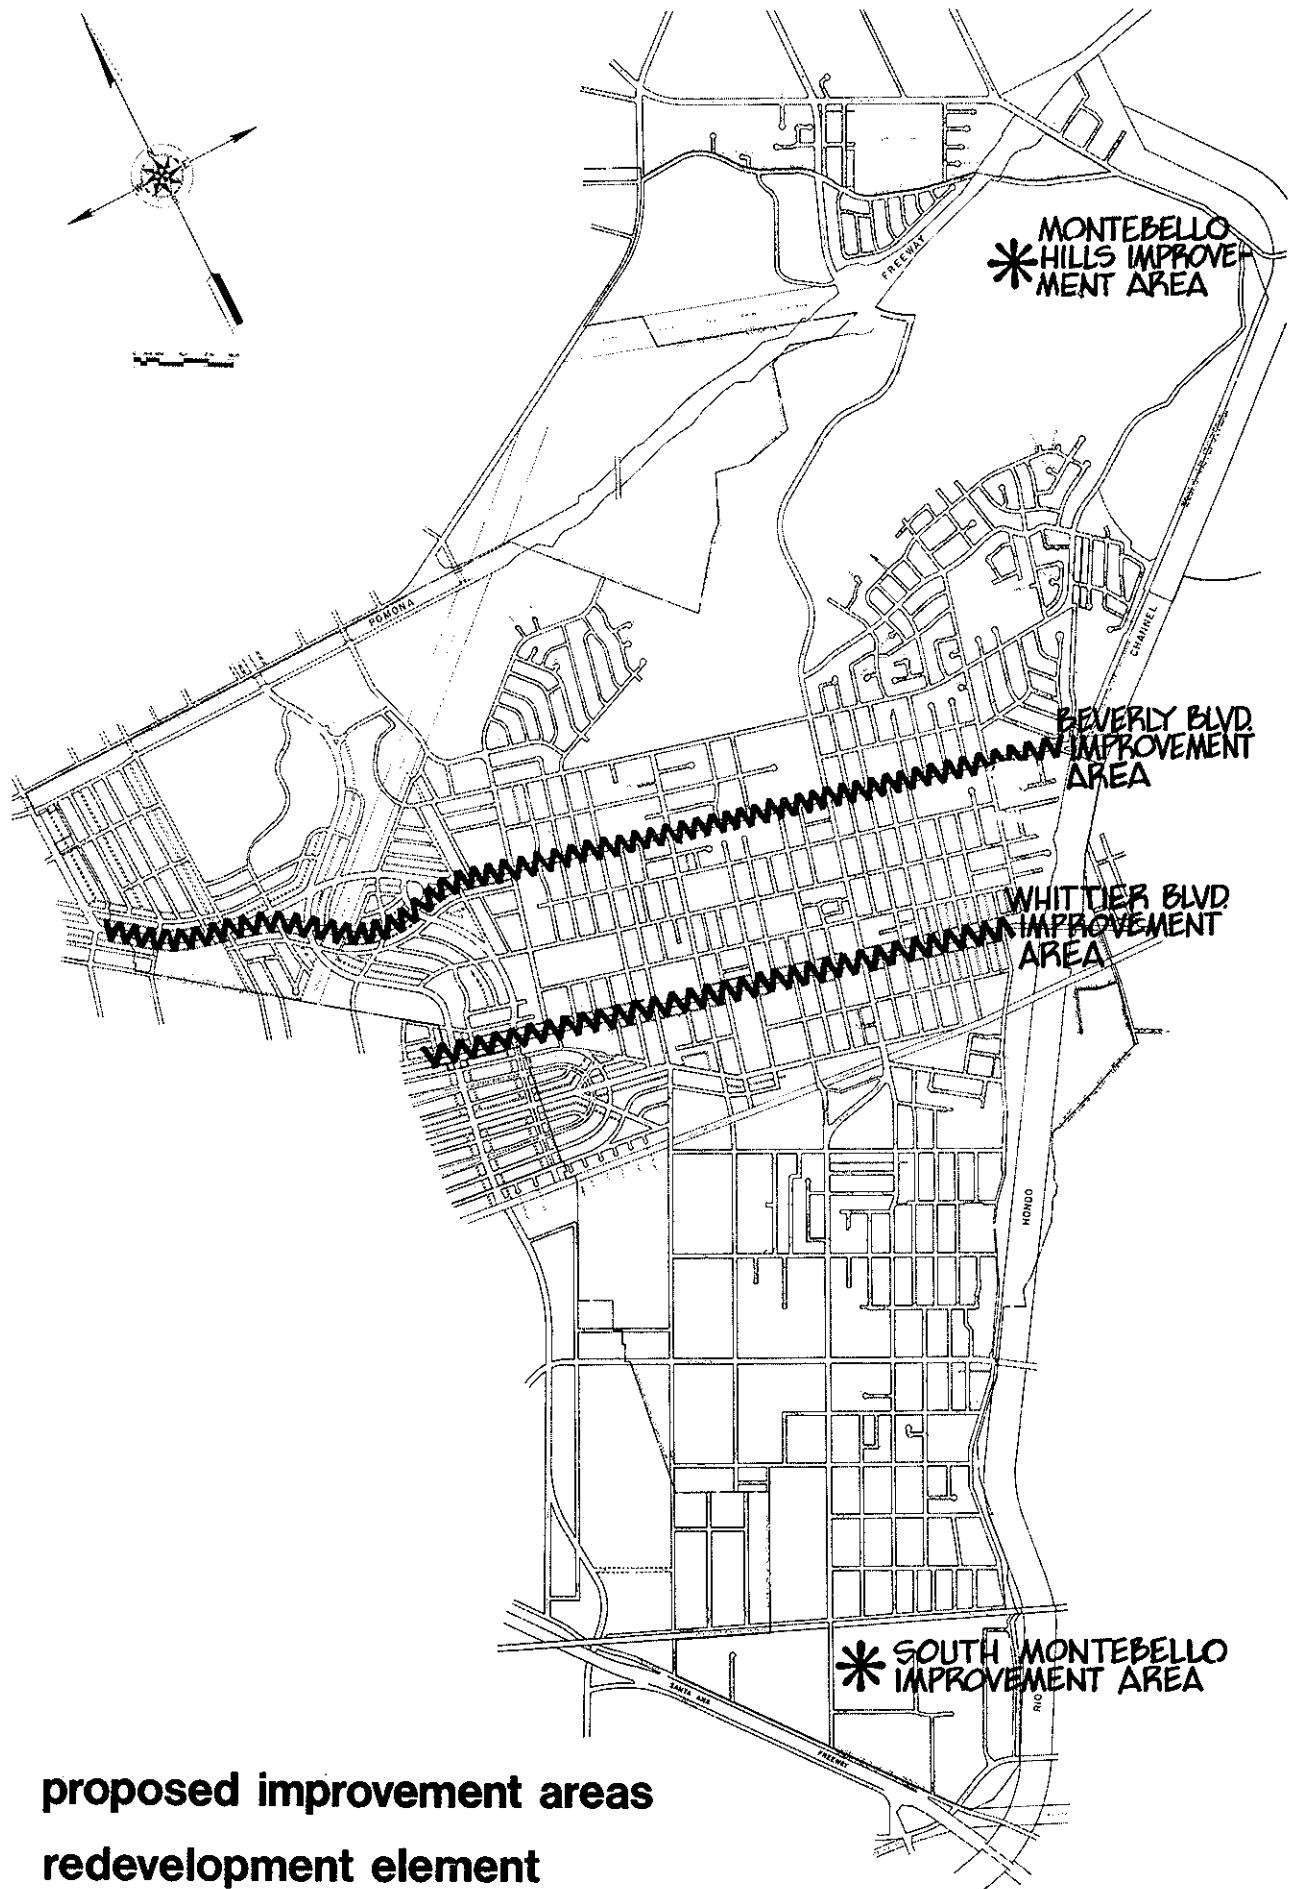 MONTEBELLO
HILLS IMPROVE-
MENT AREA
FREEWAY
POMONA
CHANNEL
BEVERLY BLVD.
IMPROVEMENT
AREA
WHITTIER BLVD.
IMPROVEMENT
AREA
HONDO
SOUTH MONTEBELLO
IMPROVEMENT AREA
RIO
SANTA ANA
FREEWAY
proposed improvement areas
redevelopment element